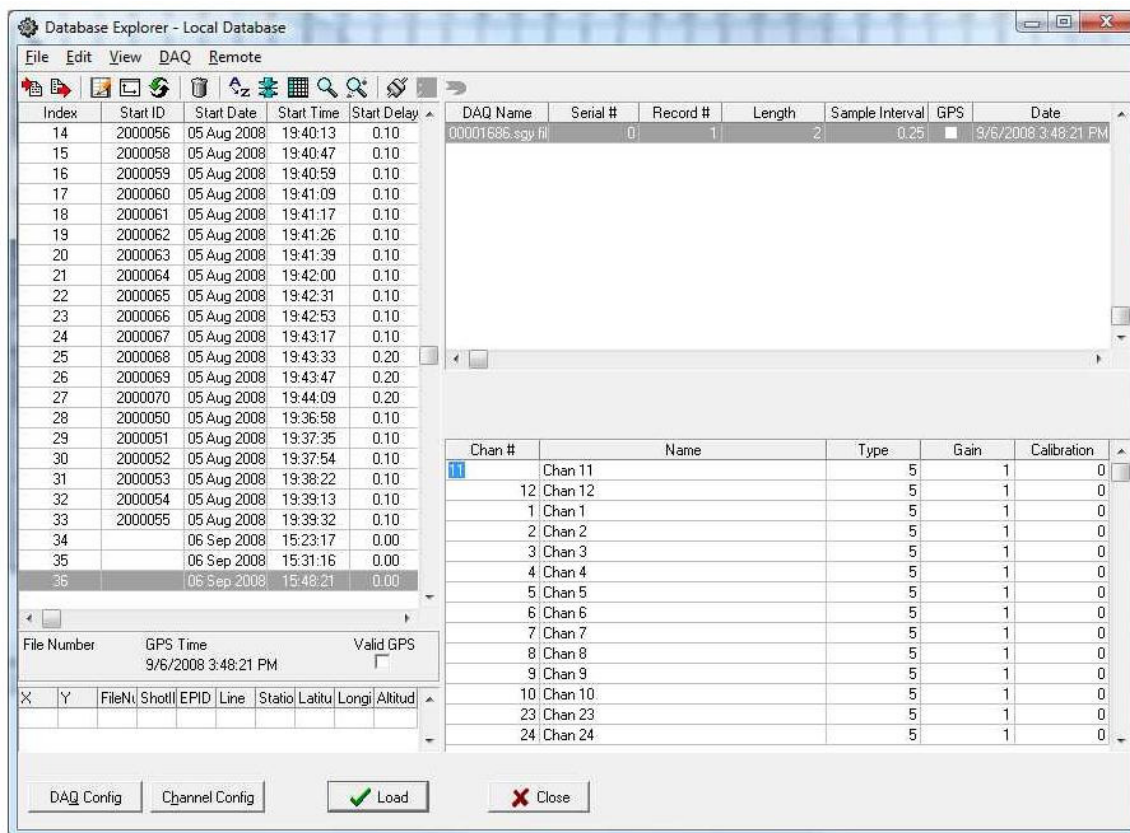 Database Explorer - Local Database
File Edit View DAQ Remote
Index Start ID Start Date Start Time Start Delay
14 2000056 05 Aug 2008 19:40:13 0.10
15 2000058 05 Aug 2008 19:40:47 0.10
16 2000059 05 Aug 2008 19:40:59 0.10
17 2000060 05 Aug 2008 19:41:09 0.10
18 2000061 05 Aug 2008 19:41:17 0.10
19 2000062 05 Aug 2008 19:41:26 0.10
20 2000063 05 Aug 2008 19:41:39 0.10
21 2000064 05 Aug 2008 19:42:00 0.10
22 2000065 05 Aug 2008 19:42:31 0.10
23 2000066 05 Aug 2008 19:42:53 0.10
24 2000067 05 Aug 2008 19:43:17 0.10
25 2000068 05 Aug 2008 19:43:33 0.20
26 2000069 05 Aug 2008 19:43:47 0.20
27 2000070 05 Aug 2008 19:44:09 0.20
28 2000050 05 Aug 2008 19:36:58 0.10
29 2000051 05 Aug 2008 19:37:35 0.10
30 2000052 05 Aug 2008 19:37:54 0.10
31 2000053 05 Aug 2008 19:38:22 0.10
32 2000054 05 Aug 2008 19:39:13 0.10
33 2000055 05 Aug 2008 19:39:32 0.10
34 06 Sep 2008 15:23:17 0.00
35 06 Sep 2008 15:31:16 0.00
36 06 Sep 2008 15:48:21 0.00
File Number GPS Time Valid GPS
9/6/2008 3:48:21 PM
X Y FileNu ShotII EPID Line Statio Latitu Longi Altitud
DAQ Name Serial # Record # Length Sample Interval GPS Date
00001686.sgy fil 0 1 2 0.25 9/6/2008 3:48:21 PM
Chan # Name Type Gain Calibration
11 Chan 11 5 1 0
12 Chan 12 5 1 0
1 Chan 1 5 1 0
2 Chan 2 5 1 0
3 Chan 3 5 1 0
4 Chan 4 5 1 0
5 Chan 5 5 1 0
6 Chan 6 5 1 0
7 Chan 7 5 1 0
8 Chan 8 5 1 0
9 Chan 9 5 1 0
10 Chan 10 5 1 0
23 Chan 23 5 1 0
24 Chan 24 5 1 0
DAQ Config Channel Config Load Close